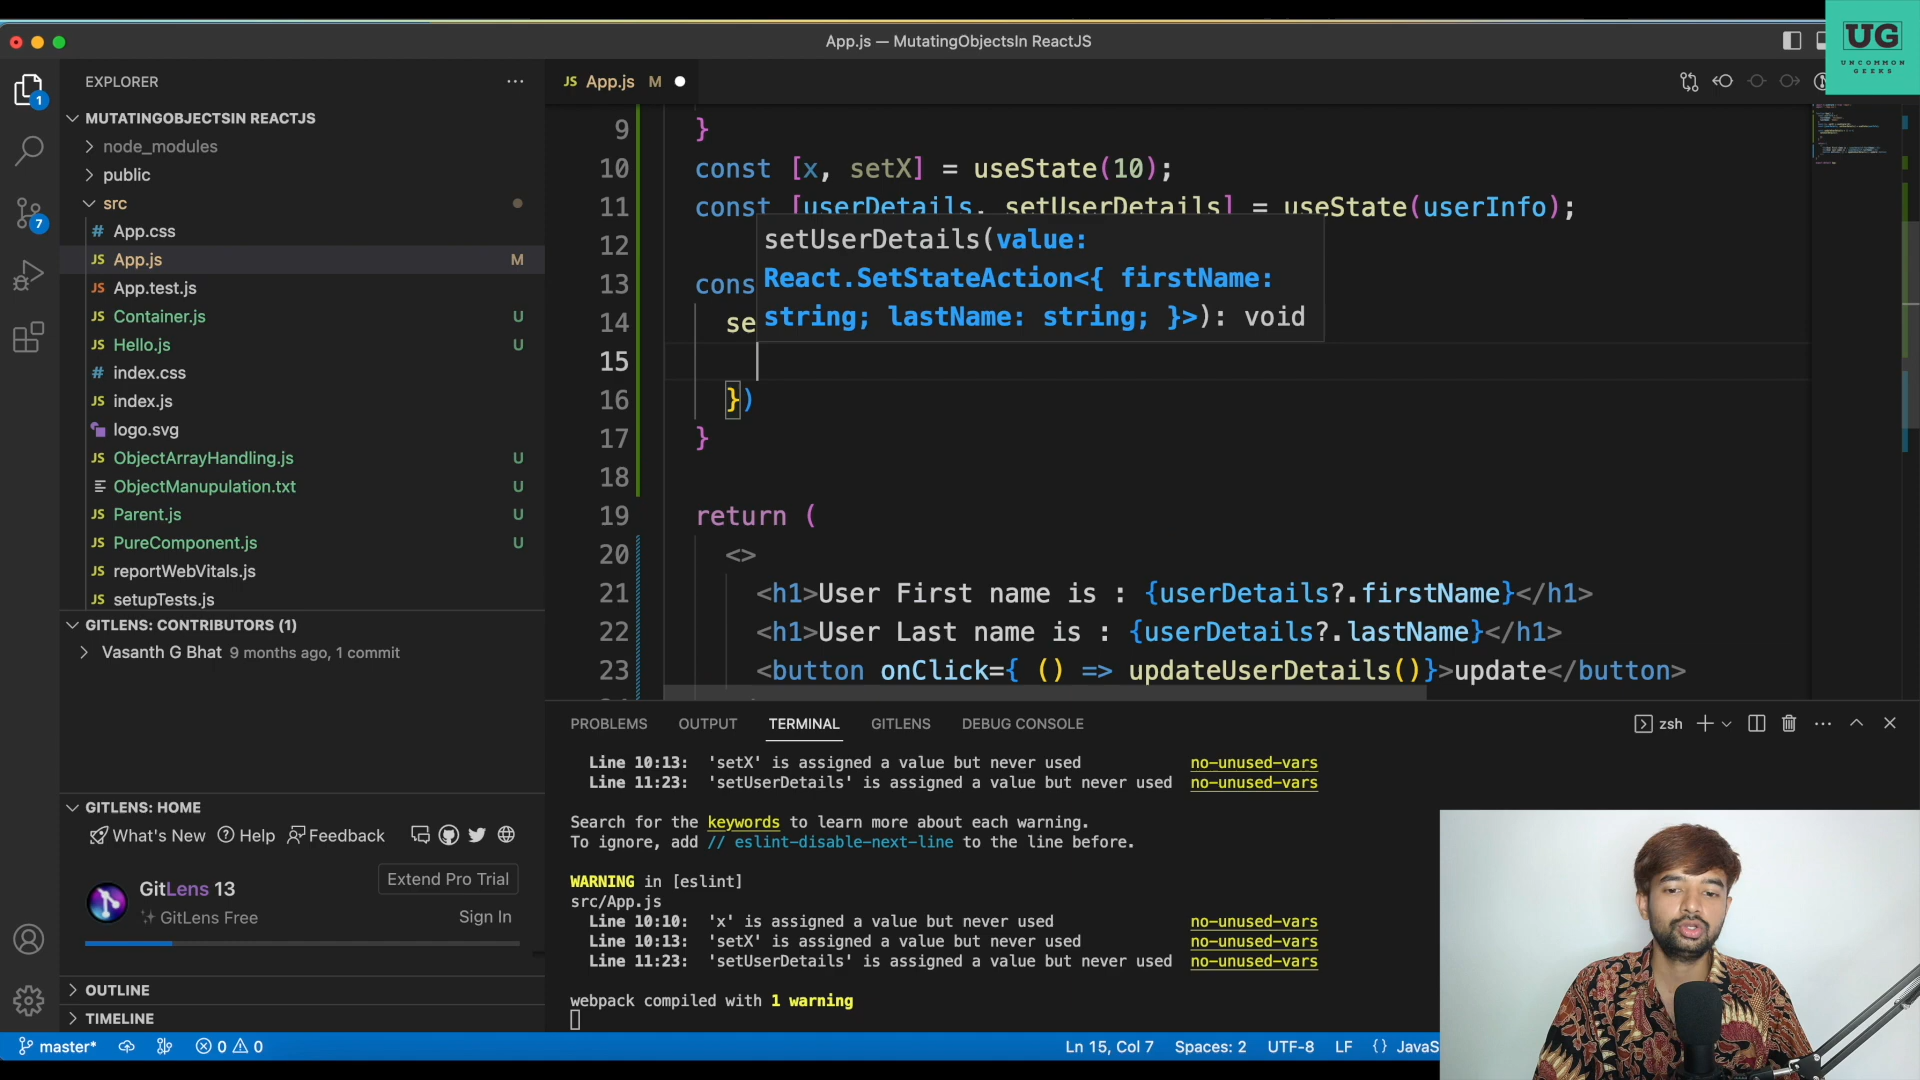 App.js — MutatingObjectsIn ReactJS
UG
UNCOMMON
GEEKS
EXPLORER
JS App.js M
1
MUTATINGOBJECTSIN REACTJS
node_modules
public
src
# App.css
JS App.js M
JS App.test.js
JS Container.js U
JS Hello.js U
# index.css
JS index.js
logo.svg
JS ObjectArrayHandling.js U
ObjectManupulation.txt U
JS Parent.js U
JS PureComponent.js U
JS reportWebVitals.js
JS setupTests.js
7
GITLENS: CONTRIBUTORS (1)
Vasanth G Bhat 9 months ago, 1 commit
GITLENS: HOME
What's New Help Feedback
GitLens 13 Extend Pro Trial
GitLens Free Sign In
OUTLINE
TIMELINE
9 }
10 const [x, setX] = useState(10);
11 const [userDetails, setUserDetails] = useState(userInfo);
12
setUserDetails(value:
React.SetStateAction<{ firstName:
string; lastName: string; }>): void
13 cons
14 se
15
16 })
17 }
18
19 return (
20 <>
21 <h1>User First name is : {userDetails?.firstName}</h1>
22 <h1>User Last name is : {userDetails?.lastName}</h1>
23 <button onClick={ () => updateUserDetails()}>update</button>
PROBLEMS OUTPUT TERMINAL GITLENS DEBUG CONSOLE zsh
Line 10:13: 'setX' is assigned a value but never used no-unused-vars
Line 11:23: 'setUserDetails' is assigned a value but never used no-unused-vars
Search for the keywords to learn more about each warning.
To ignore, add // eslint-disable-next-line to the line before.
WARNING in [eslint]
src/App.js
Line 10:10: 'x' is assigned a value but never used no-unused-vars
Line 10:13: 'setX' is assigned a value but never used no-unused-vars
Line 11:23: 'setUserDetails' is assigned a value but never used no-unused-vars
webpack compiled with 1 warning
master* 0 0 Ln 15, Col 7 Spaces: 2 UTF-8 LF {} JavaS